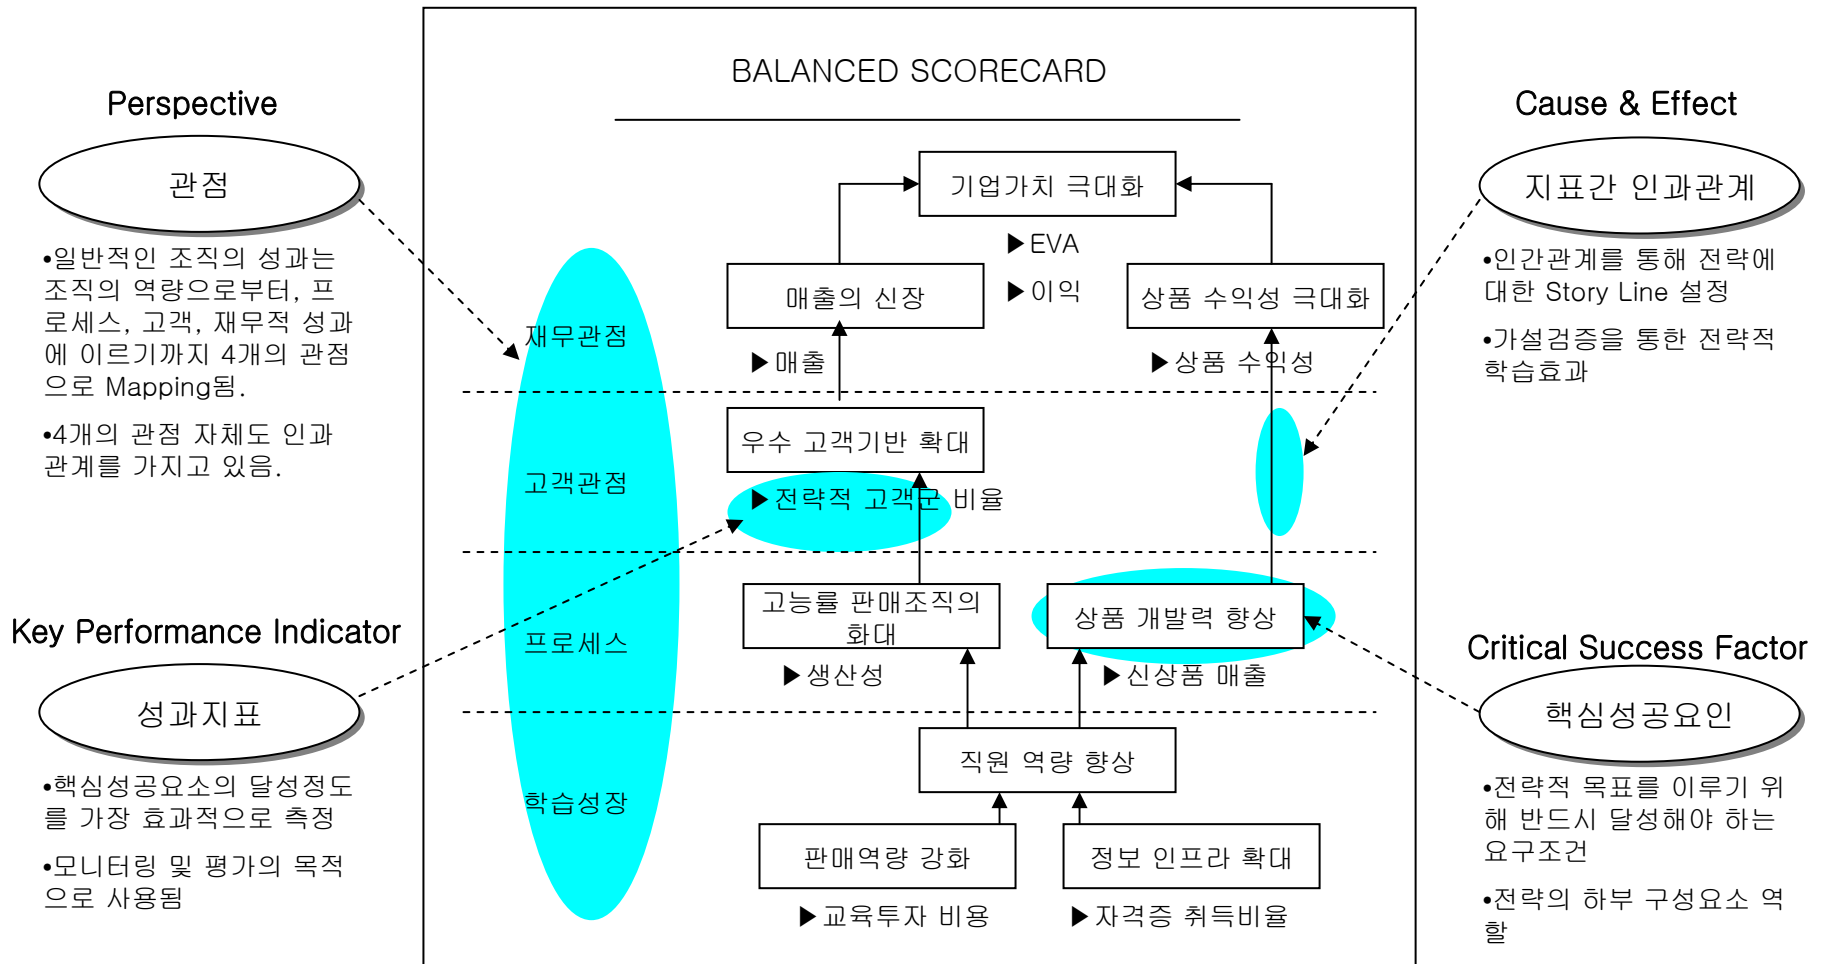 BALANCED SCORECARD
Perspective
관점
•일반적인 조직의 성과는
조직의 역량으로부터, 프
로세스, 고객, 재무적 성과
에 이르기까지 4개의 관점
으로 Mapping됨.
•4개의 관점 자체도 인과
관계를 가지고 있음.
Key Performance Indicator
성과지표
•핵심성공요소의 달성정도
를 가장 효과적으로 측정
•모니터링 및 평가의 목적
으로 사용됨
재무관점
고객관점
프로세스
학습성장
기업가치 극대화
▶EVA
▶이익
매출의 신장
▶매출
상품 수익성 극대화
▶상품 수익성
우수 고객기반 확대
▶전략적 고객군 비율
고능률 판매조직의
화대
▶생산성
상품 개발력 향상
▶신상품 매출
직원 역량 향상
판매역량 강화
▶교육투자 비용
정보 인프라 확대
▶자격증 취득비율
Cause & Effect
지표간 인과관계
•인간관계를 통해 전략에
대한 Story Line 설정
•가설검증을 통한 전략적
학습효과
Critical Success Factor
핵심성공요인
•전략적 목표를 이루기 위
해 반드시 달성해야 하는
요구조건
•전략의 하부 구성요소 역
할